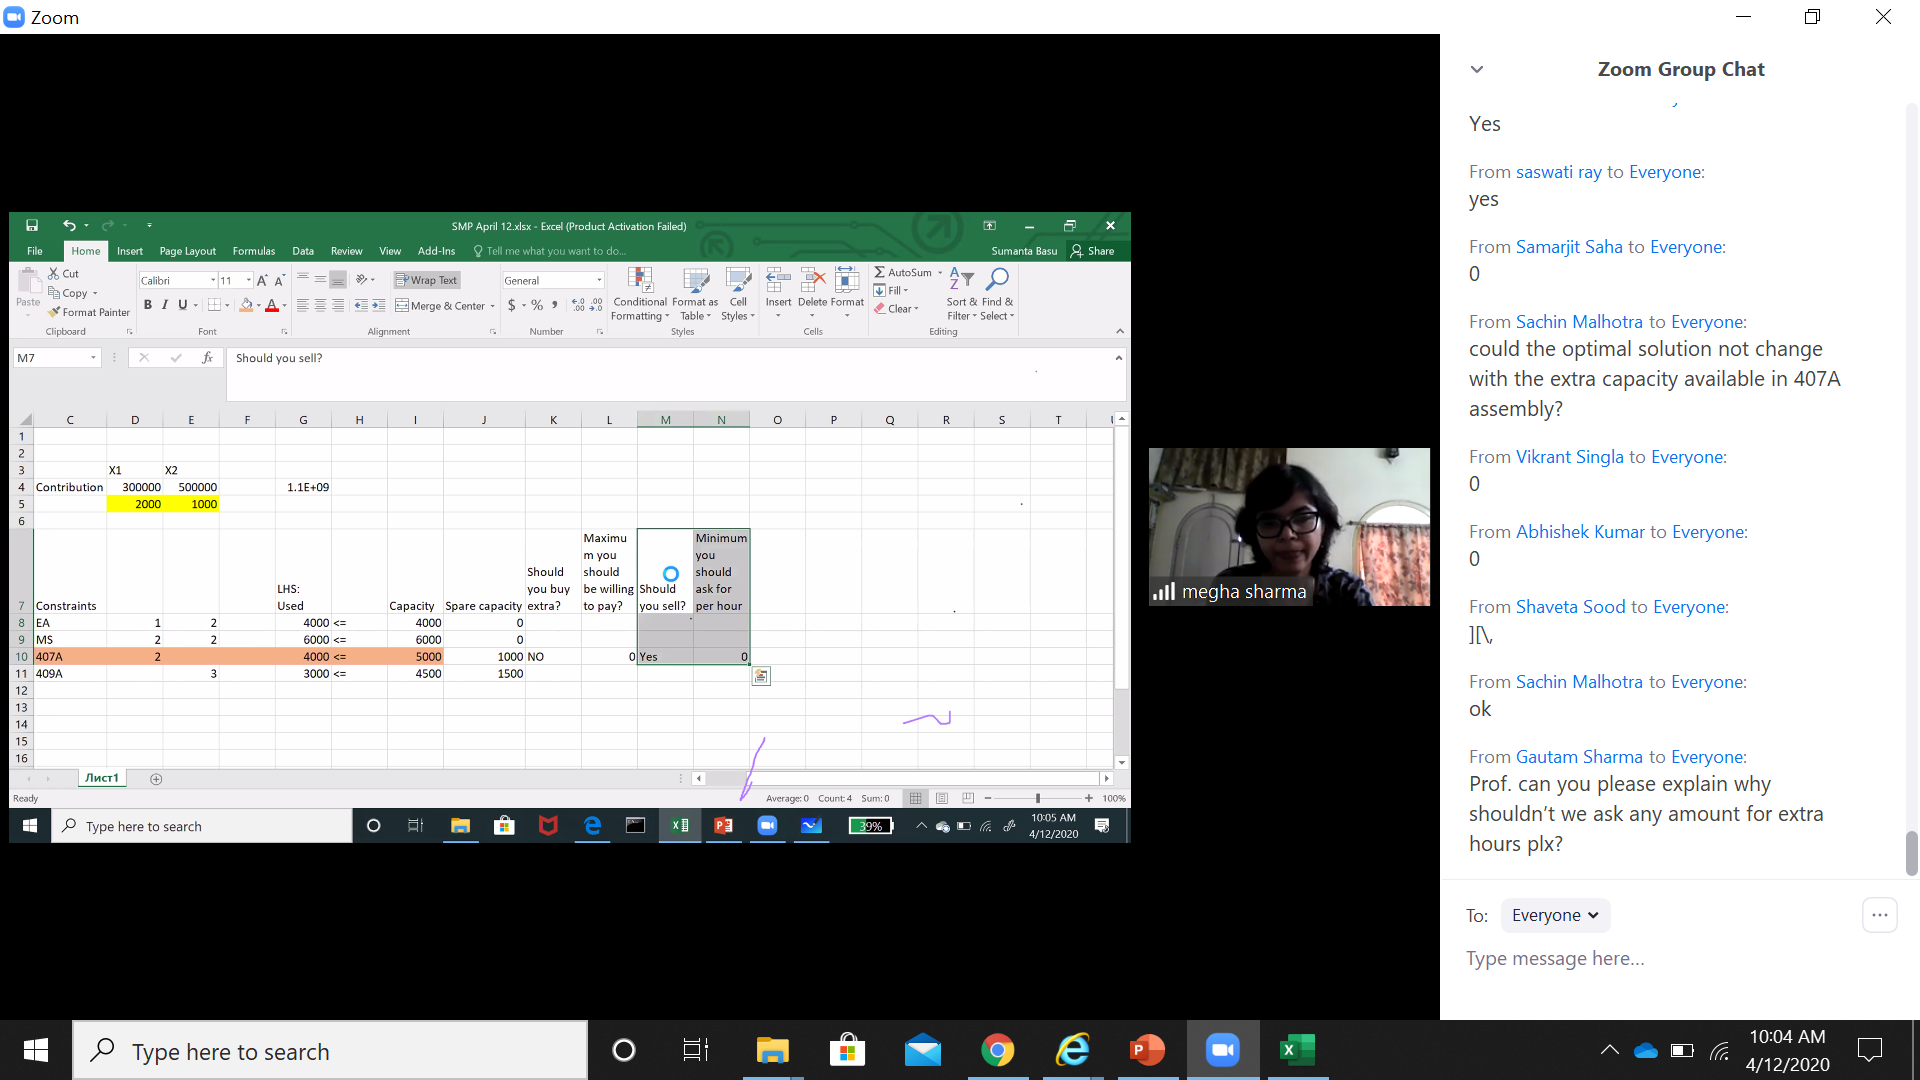 Zoom
SMP April 12.xlsx - Excel (Product Activation Failed)
File Home Insert Page Layout Formulas Data Review View Add-Ins Tell me what you want to do... Sumanta Basu Share
Paste
Cut
Copy
Format Painter
Clipboard
Calibri 11 A A
B I U A
Font
Wrap Text
Merge & Center
Alignment
General
$ % ,
Number
Conditional Formatting
Format as Table
Cell Styles
Styles
Insert Delete Format
Cells
AutoSum
Fill
Clear
Sort & Filter
Find & Select
Editing
M7 fx Should you sell?
C D E F G H I J K L M N O P Q R S T
1
2
3 X1 X2
4 Contribution 300000 500000 1.1E+09
5 2000 1000
6
7 Constraints LHS: Used Capacity Spare capacity Should you buy extra? Maximu m you should be willing to pay? Should you sell? Minimum you should ask for per hour
8 EA 1 2 4000 <= 4000 0
9 MS 2 2 6000 <= 6000 0
10 407A 2 4000 <= 5000 1000 NO 0 Yes 0
11 409A 3 3000 <= 4500 1500
12
13
14
15
16
Лист1
Ready Average: 0 Count: 4 Sum: 0 100%
Type here to search 39% 10:05 AM
4/12/2020
megha sharma
Zoom Group Chat
Yes
From saswati ray to Everyone:
yes
From Samarjit Saha to Everyone:
0
From Sachin Malhotra to Everyone:
could the optimal solution not change
with the extra capacity available in 407A
assembly?
From Vikrant Singla to Everyone:
0
From Abhishek Kumar to Everyone:
0
From Shaveta Sood to Everyone:
][\,
From Sachin Malhotra to Everyone:
ok
From Gautam Sharma to Everyone:
Prof. can you please explain why
shouldn't we ask any amount for extra
hours plx?
To: Everyone
Type message here...
Type here to search
10:04 AM
4/12/2020